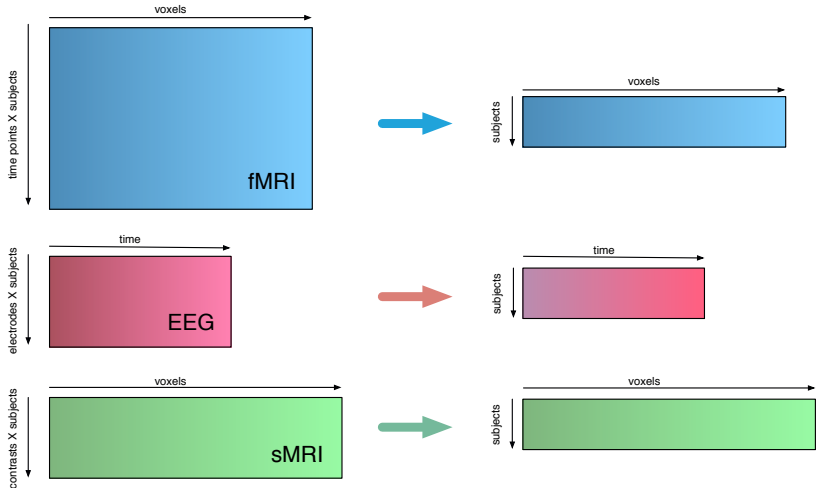 voxels
time points X subjects
fMRI
voxels
subjects
time
electrodes X subjects
EEG
time
subjects
voxels
contrasts X subjects
sMRI
voxels
subjects